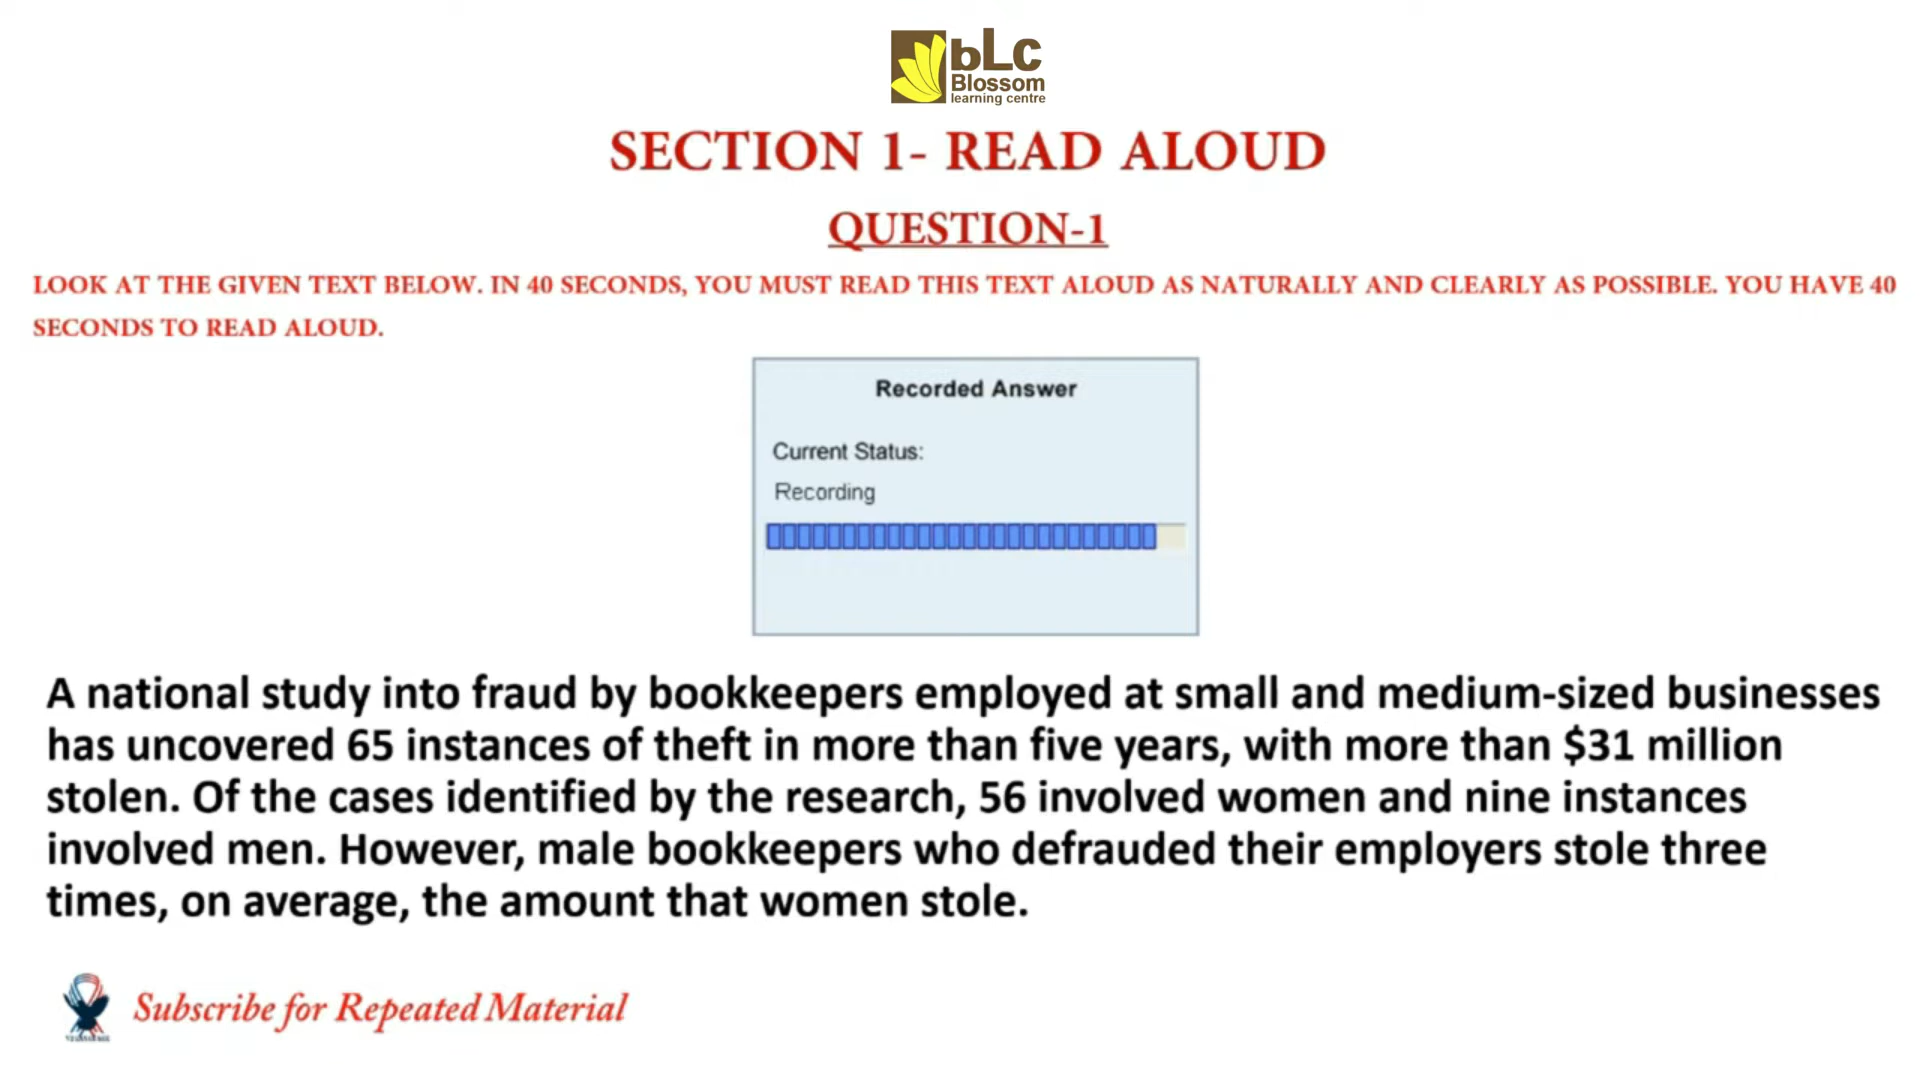 bLc
Blossom
learning centre
SECTION 1- READ ALOUD
QUESTION-1
LOOK AT THE GIVEN TEXT BELOW. IN 40 SECONDS, YOU MUST READ THIS TEXT ALOUD AS NATURALLY AND CLEARLY AS POSSIBLE. YOU HAVE 40
SECONDS TO READ ALOUD.
Recorded Answer
Current Status:
Recording
A national study into fraud by bookkeepers employed at small and medium-sized businesses
has uncovered 65 instances of theft in more than five years, with more than $31 million
stolen. Of the cases identified by the research, 56 involved women and nine instances
involved men. However, male bookkeepers who defrauded their employers stole three
times, on average, the amount that women stole.
Subscribe for Repeated Material